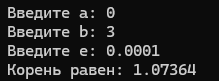 Введите a: 0
Введите b: 3
Введите e: 0.0001
Корень равен: 1.07364